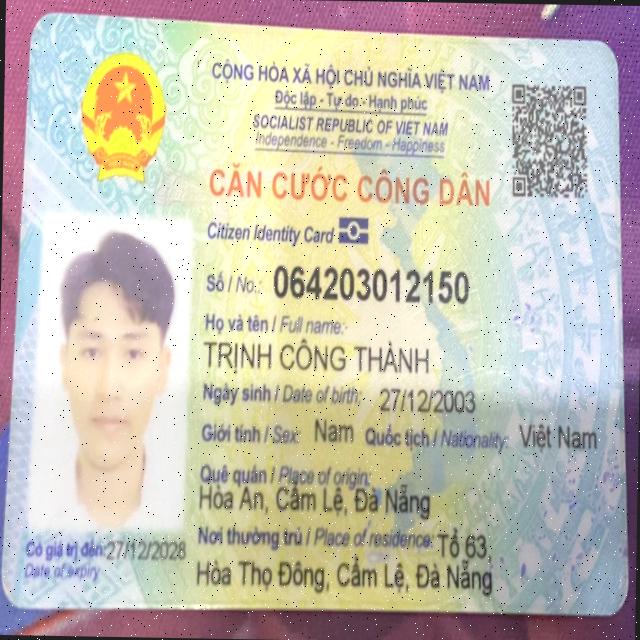 CỘNG HÒA XÃ HỘI CHỦ NGHĨA VIỆT NAM
Độc lập - Tự do - Hạnh phúc
SOCIALIST REPUBLIC OF VIET NAM
Independence - Freedom - Happiness
CĂN CƯỚC CÔNG DÂN
Citizen Identity Card
Số / No.: 064203012150
Họ và tên / Full name:
TRỊNH CÔNG THÀNH
Ngày sinh / Date of birth: 27/12/2003
Giới tính / Sex: Nam Quốc tịch / Nationality: Việt Nam
Quê quán / Place of origin:
Hòa An, Cẩm Lệ, Đà Nẵng
Nơi thường trú / Place of residence: Tổ 63,
Hòa Thọ Đông, Cẩm Lệ, Đà Nẵng
Có giá trị đến: 27/12/2028
Date of expiry